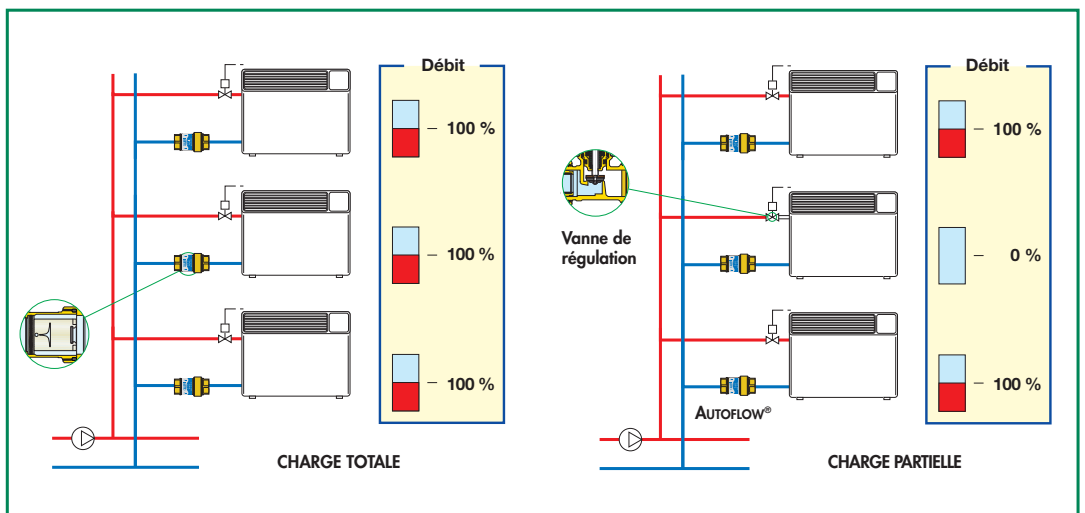 Débit
100 %
100 %
100 %
CHARGE TOTALE
Débit
100 %
Vanne de
régulation
0 %
100 %
AUTOFLOW®
CHARGE PARTIELLE